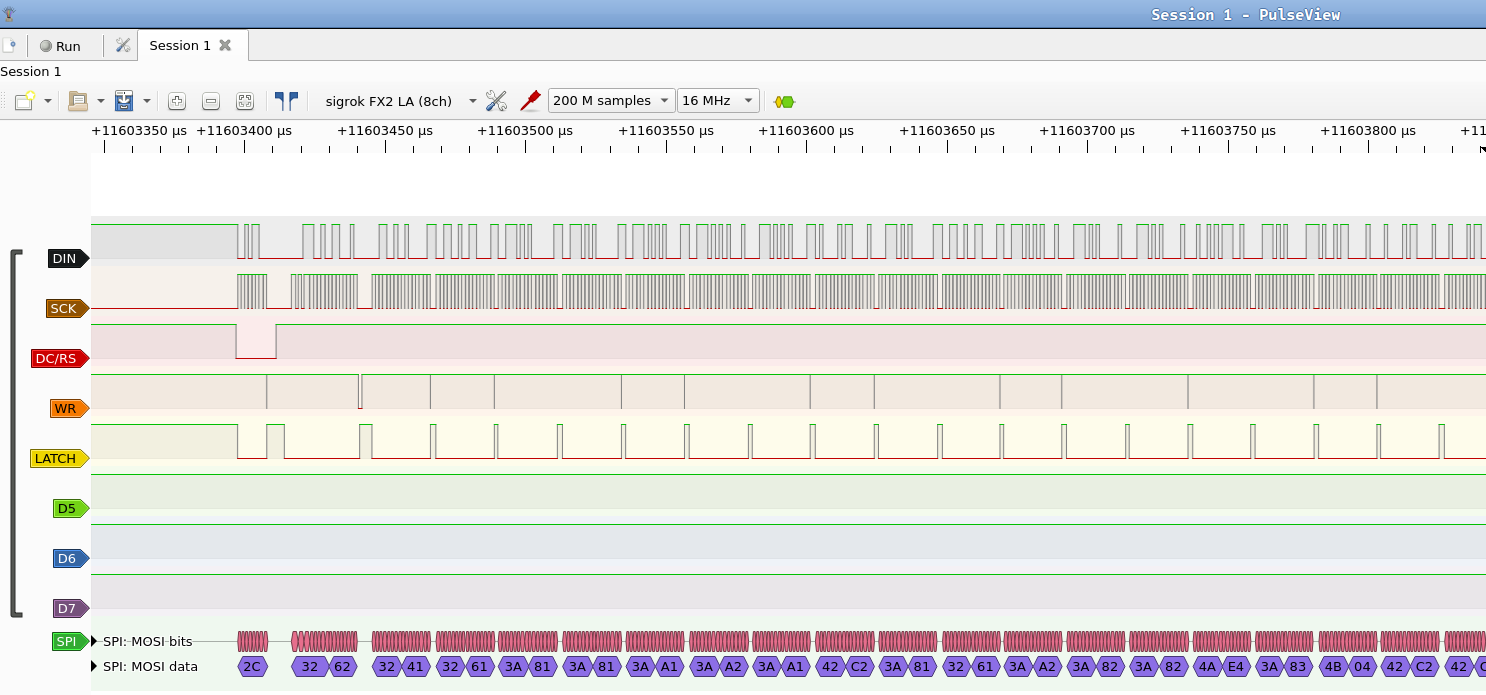 Session 1 - PulseView
Run Session 1
Session 1
sigrok FX2 LA (8ch) 200 M samples 16 MHz
+11603350 µs +11603400 µs +11603450 µs +11603500 µs +11603550 µs +11603600 µs +11603650 µs +11603700 µs +11603750 µs +11603800 µs
DIN
SCK
DC/RS
WR
LATCH
D5
D6
D7
SPI SPI: MOSI bits
SPI: MOSI data 2C 32 62 32 41 32 61 3A 81 3A 81 3A A1 3A A2 3A A1 42 C2 3A 81 32 61 3A A2 3A 82 3A 82 4A E4 3A 83 4B 04 42 C2 42